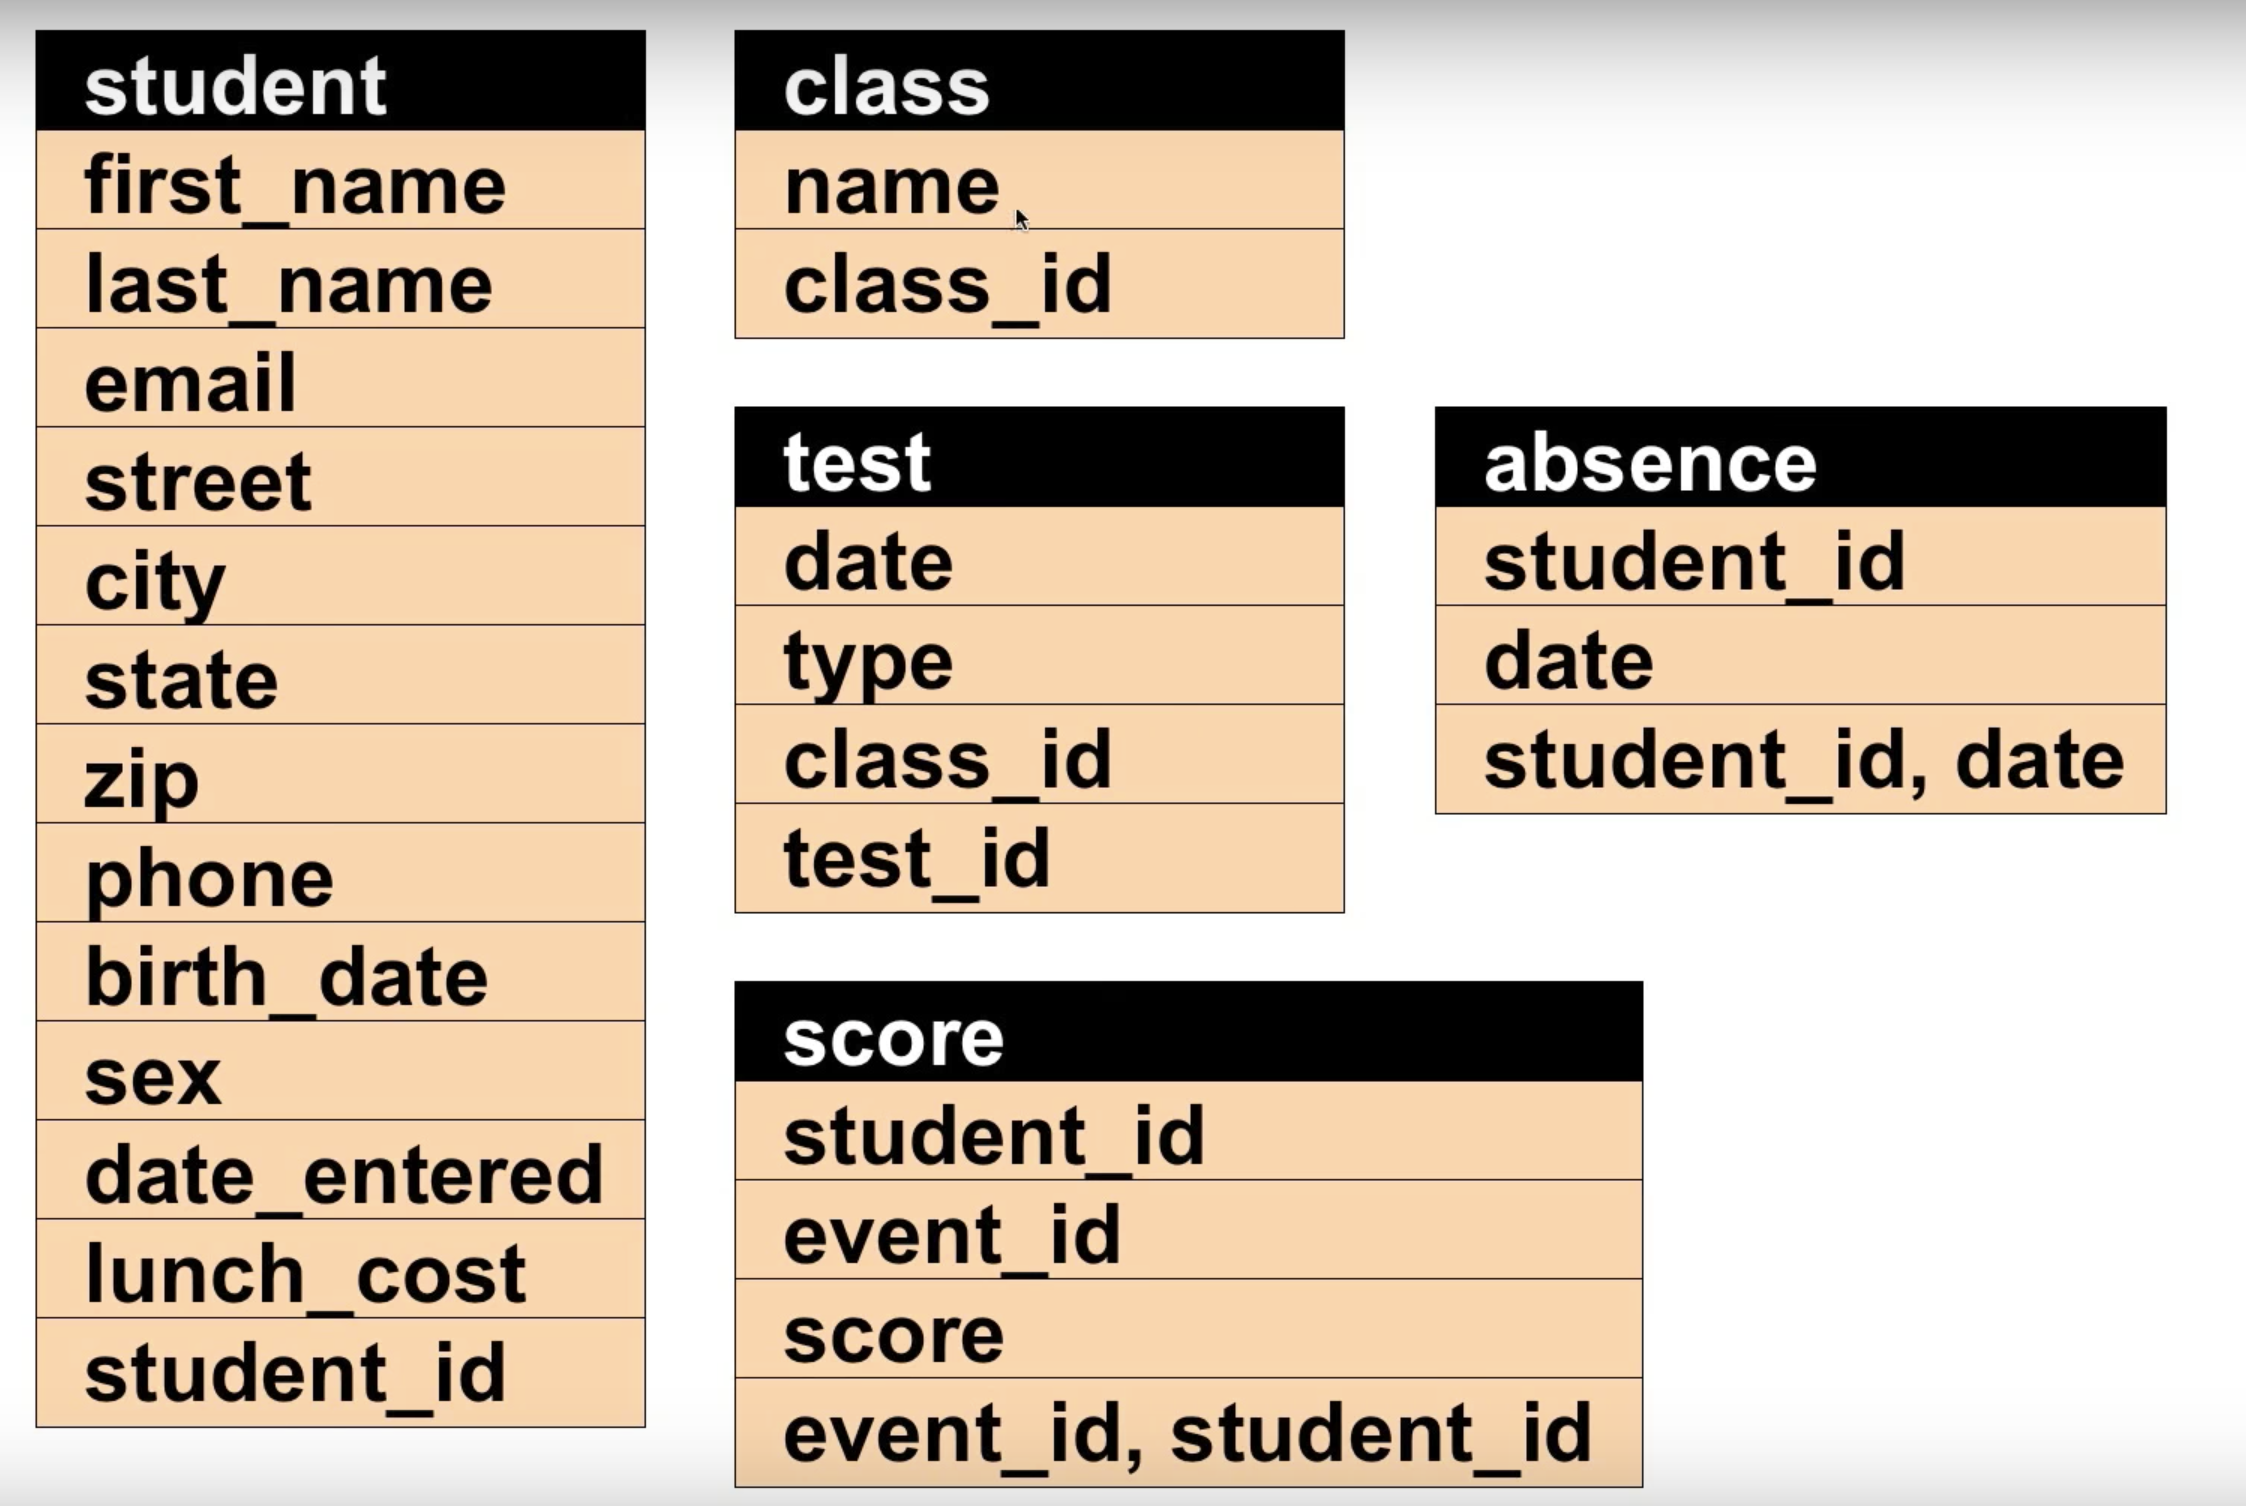 student
first_name
last_name
email
street
city
state
zip
phone
birth_date
sex
date_entered
lunch_cost
student_id
class
name
class_id
test
date
type
class_id
test_id
absence
student_id
date
student_id, date
score
student_id
event_id
score
event_id, student_id